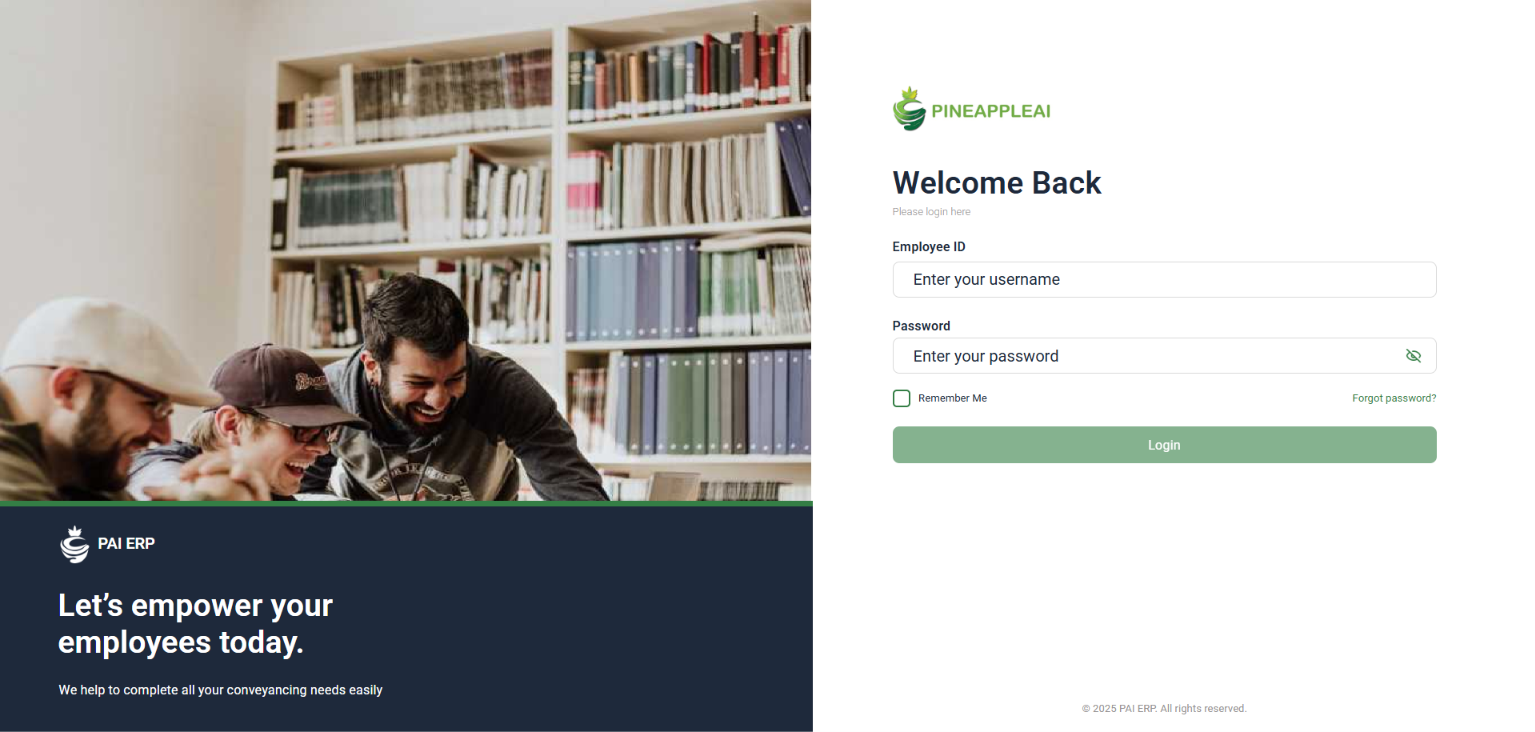 PINEAPPLEAI
Welcome Back
Please login here
Employee ID
Enter your username
Password
Enter your password
Remember Me
Forgot password?
Login
© 2025 PAI ERP. All rights reserved.
PAI ERP
Let’s empower your
employees today.
We help to complete all your conveyancing needs easily